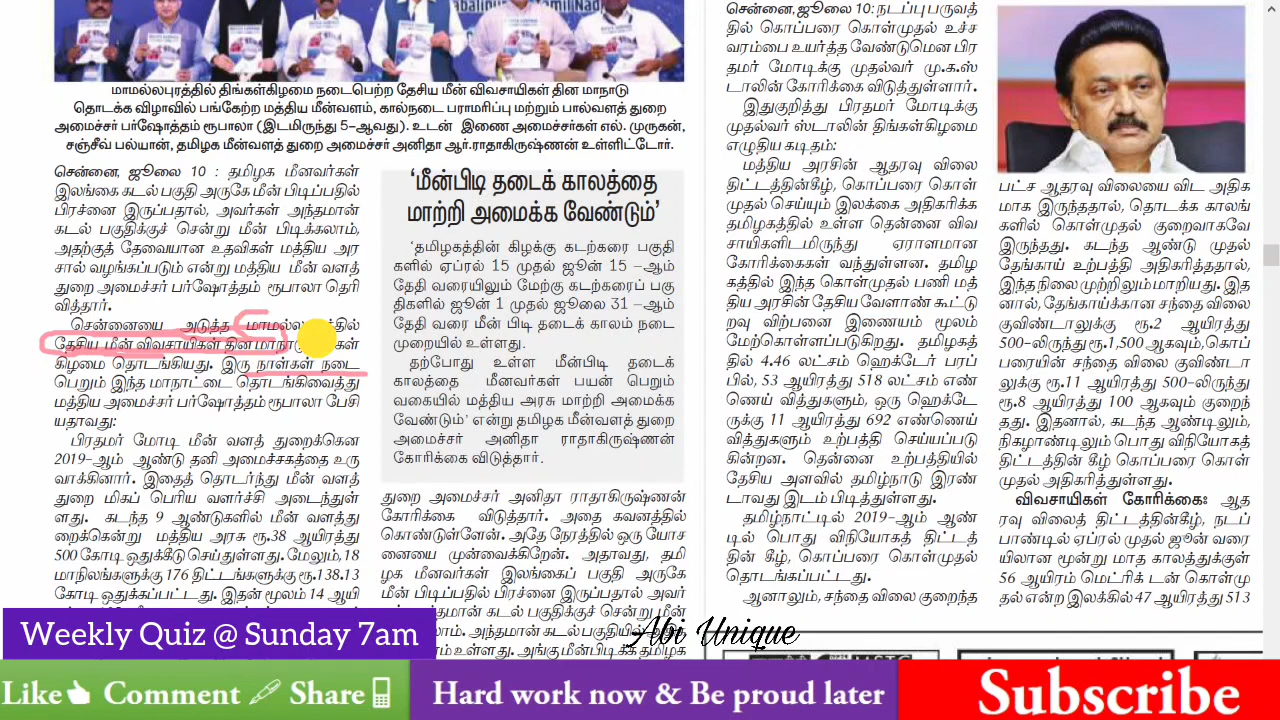 abalipuram, Tamil Nad
மாமல்லபுரத்தில் திங்கள்கிழமை நடைபெற்ற தேசிய மீன் விவசாயிகள் தின மாநாடு
தொடக்க விழாவில் பங்கேற்ற மத்திய மீன்வளம், கால்நடை பராமரிப்பு மற்றும் பால்வளத் துறை
அமைச்சர் பர்ஷோத்தம் ரூபாலா (இடமிருந்து 5-ஆவது). உடன் இணை அமைச்சர்கள் எல். முருகன்,
சஞ்சீவ் பல்யான், தமிழக மீன்வளத் துறை அமைச்சர் அனிதா ஆர்.ராதாகிருஷ்ணன் உள்ளிட்டோர்.
சென்னை, ஜூலை 10 : தமிழக மீனவர்கள்
இலங்கை கடல் பகுதி அருகே மீன் பிடிப்பதில்
பிரச்னை இருப்பதால், அவர்கள் அந்தமான்
கடல் பகுதிக்குச் சென்று மீன் பிடிக்கலாம்,
அதற்குத் தேவையான உதவிகள் மத்திய அர
சால் வழங்கப்படும் என்று மத்திய மீன் வளத்
துறை அமைச்சர் பர்ஷோத்தம் ரூபாலா தெரி
வித்தார்.
சென்னையை அடுத்த மாமல்லபுரத்தில்
தேசிய மீன் விவசாயிகள் தின மாநாடு
கிழமை தொடங்கியது. இரு நாள்கள் நடை
பெறும் இந்த மாநாட்டை தொடங்கிவைத்து
மத்திய அமைச்சர் பர்ஷோத்தம் ரூபாலா பேசி
யதாவது:
பிரதமர் மோடி மீன் வளத் துறைக்கென
2019-ஆம் ஆண்டு தனி அமைச்சகத்தை உரு
வாக்கினார். இதைத் தொடர்ந்து மீன் வளத்
துறை மிகப் பெரிய வளர்ச்சி அடைந்துள்
ளது. கடந்த 9 ஆண்டுகளில் மீன் வளத்து
றைக்கென்று மத்திய அரசு ரூ.38 ஆயிரத்து
500 கோடி ஒதுக்கீடு செய்துள்ளது. மேலும், 18
மாநிலங்களுக்கு 176 திட்டங்களுக்கு ரூ.138.13
கோடி ஒதுக்கப்பட்டது. இதன் மூலம் 14 ஆயி
‘மீன்பிடி தடைக் காலத்தை
மாற்றி அமைக்க வேண்டும்’
‘தமிழகத்தின் கிழக்கு கடற்கரை பகுதி
களில் ஏப்ரல் 15 முதல் ஜூன் 15 -ஆம்
தேதி வரையிலும் மேற்கு கடற்கரைப் பகு
திகளில் ஜூன் 1 முதல் ஜூலை 31 -ஆம்
தேதி வரை மீன் பிடி தடைக் காலம் நடை
முறையில் உள்ளது.
தற்போது உள்ள மீன்பிடி தடைக்
காலத்தை மீனவர்கள் பயன் பெறும்
வகையில் மத்திய அரசு மாற்றி அமைக்க
வேண்டும்’ என்று தமிழக மீன்வளத் துறை
அமைச்சர் அனிதா ராதாகிருஷ்ணன்
கோரிக்கை விடுத்தார்.
துறை அமைச்சர் அனிதா ராதாகிருஷ்ணன்
கோரிக்கை விடுத்தார். அதை கவனத்தில்
கொண்டுள்ளேன். அதே நேரத்தில் ஒரு யோச
னையை முன்வைக்கிறேன். அதாவது, தமி
ழக மீனவர்கள் இலங்கைப் பகுதி அருகே
மீன் பிடிப்பதில் பிரச்னை இருப்பதால் அவர்
கடல் பகுதிக்குச் சென்று மீன்
அந்தமான் கடல் பகுதியில்
உள்ளது. அங்கு மீன்பிடிக்க தமிழக
சென்னை, ஜூலை 10: நடப்பு பருவத்
தில் கொப்பரை கொள்முதல் உச்ச
வரம்பை உயர்த்த வேண்டுமென பிர
தமர் மோடிக்கு முதல்வர் மு.க.ஸ்
டாலின் கோரிக்கை விடுத்துள்ளார்.
இதுகுறித்து பிரதமர் மோடிக்கு
முதல்வர் ஸ்டாலின் திங்கள்கிழமை
எழுதிய கடிதம்:
மத்திய அரசின் ஆதரவு விலை
திட்டத்தின்கீழ், கொப்பரை கொள்
முதல் செய்யும் இலக்கை அதிகரிக்க
தமிழகத்தில் உள்ள தென்னை விவ
சாயிகளிடமிருந்து ஏராளமான
கோரிக்கைகள் வந்துள்ளன. தமிழ
கத்தில் இந்த கொள்முதல் பணி மத்
திய அரசின் தேசிய வேளாண் கூட்டு
றவு விற்பனை இணையம் மூலம்
மேற்கொள்ளப்படுகிறது. தமிழகத்
தில் 4.46 லட்சம் ஹெக்டேர் பரப்
பில், 53 ஆயிரத்து 518 லட்சம் எண்
ணெய் வித்துகளும், ஒரு ஹெக்டே
ருக்கு 11 ஆயிரத்து 692 எண்ணெய்
வித்துகளும் உற்பத்தி செய்யப்படு
கின்றன. தென்னை உற்பத்தியில்
தேசிய அளவில் தமிழ்நாடு இரண்
டாவது இடம் பிடித்துள்ளது.
தமிழ்நாட்டில் 2019-ஆம் ஆண்
டில் பொது விநியோகத் திட்டத்
தின் கீழ், கொப்பரை கொள்முதல்
தொடங்கப்பட்டது.
ஆனாலும், சந்தை விலை குறைந்த
பட்ச ஆதரவு விலையை விட அதிக
மாக இருந்ததால், தொடக்க காலங்
களில் கொள்முதல் குறைவாகவே
இருந்தது. கடந்த ஆண்டு முதல்
தேங்காய் உற்பத்தி அதிகரித்ததால்,
இந்த நிலை முற்றிலும் மாறியது. இத
னால், தேங்காய்க்கான சந்தை விலை
குவிண்டாலுக்கு ரூ.2 ஆயிரத்து
500-லிருந்து ரூ.1,500 ஆகவும்,கொப்
பரையின் சந்தை விலை குவிண்டா
லுக்கு ரூ.11 ஆயிரத்து 500-லிருந்து
ரூ.8 ஆயிரத்து 100 ஆகவும் குறைந்
தது. இதனால், கடந்த ஆண்டிலும்,
நிகழாண்டிலும் பொது விநியோகத்
திட்டத்தின் கீழ் கொப்பரை கொள்
முதல் அதிகரித்துள்ளது.
விவசாயிகள் கோரிக்கை: ஆத
ரவு விலைத் திட்டத்தின்கீழ், நடப்
பாண்டில் ஏப்ரல் முதல் ஜூன் வரை
யிலான மூன்று மாத காலத்துக்குள்
56 ஆயிரம் மெட்ரிக் டன் கொள்மு
தல் என்ற இலக்கில் 47 ஆயிரத்து 513
Weekly Quiz @ Sunday 7am
Abi Unique
Like Comment Share
Hard work now & Be proud later
Subscribe